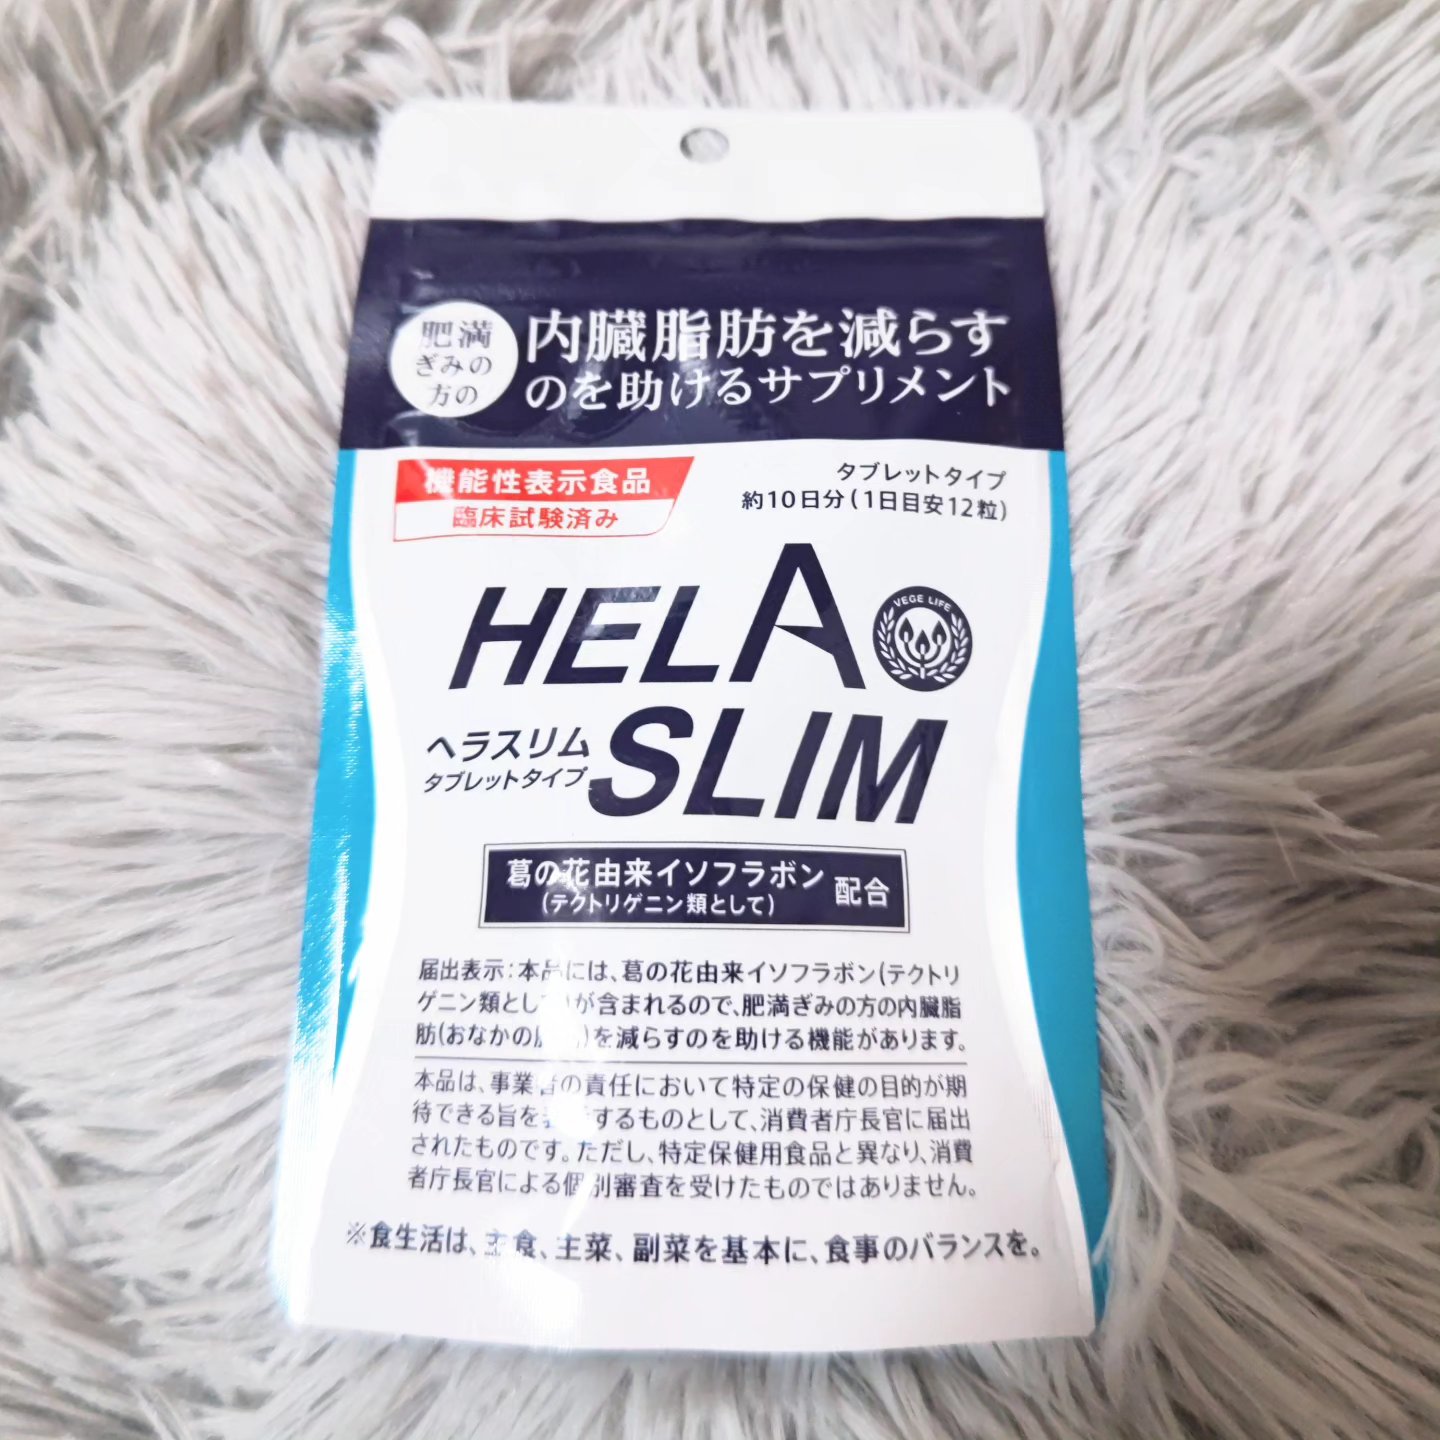 肥満
ぎみの
方の
内臓脂肪を減らす
のを助けるサプリメント
機能性表示食品
臨床試験済み
タブレットタイプ
約10日分(1日目安12粒)
HELA
VEGE LIFE
ヘラスリム
タブレットタイプ
SLIM
葛の花由来イソフラボン
(テクトリゲニン類として)
配合
届出表示:本品には、葛の花由来イソフラボン(テクトリ
ゲニン類として)が含まれるので、肥満ぎみの方の内臓脂
肪(おなかの)を減らすのを助ける機能があります。
本品は、事業者の責任において特定の保健の目的が期
待できる旨を表示するものとして、消費者庁長官に届出
されたものです。ただし、特定保健用食品と異なり、消費
者庁長官による個別審査を受けたものではありません。
※食生活は、主食、主菜、副菜を基本に、食事のバランスを。